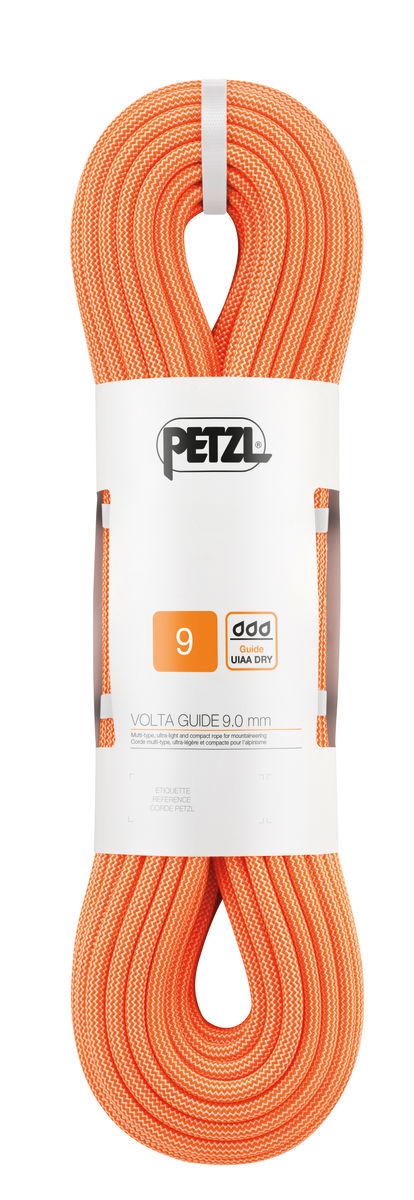 PETZL®
9
Guide
UIAA DRY
VOLTA GUIDE 9.0 mm
Multi-type, ultra-light and compact rope for mountaineering
Corde multi-type, ultra-légère et compacte pour l'alpinisme
ETIQUETTE
REFERENCE
CORDE PETZL